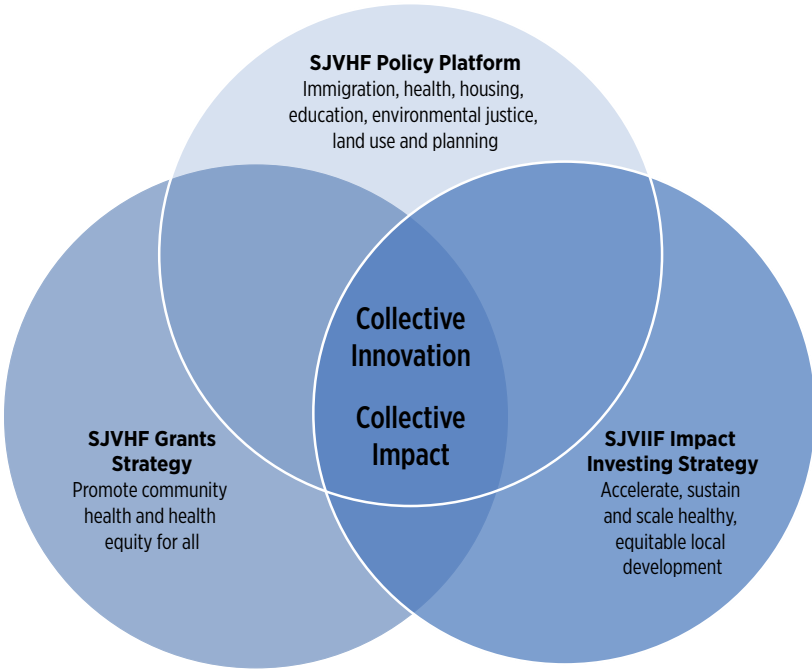 SJVHF Policy Platform
Immigration, health, housing,
education, environmental justice,
land use and planning
Collective
Innovation
Collective
Impact
SJVHF Grants
Strategy
Promote community
health and health
equity for all
SJVIIF Impact
Investing Strategy
Accelerate, sustain
and scale healthy,
equitable local
development